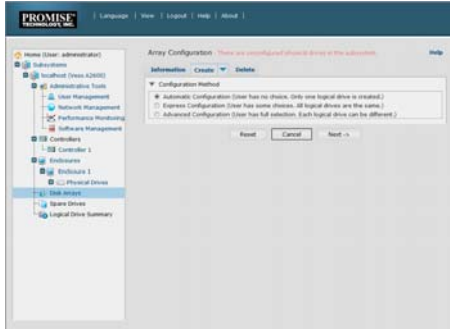 PROMISE
TECHNOLOGY, INC.
| Language | View | Logout | Help | About |
Home (User: administrator)
Subsystems
localhost (Vess A2600)
Administrative Tools
User Management
Network Management
Performance Monitoring
Software Management
Controllers
Controller 1
Enclosures
Enclosure 1
Physical Drives
Disk Arrays
Spare Drives
Logical Drive Summary
Array Configuration There are unconfigured physical drives in the subsystem. Help
Information Create Delete
Configuration Method
Automatic Configuration (User has no choice. Only one logical drive is created.)
Express Configuration (User has some choices. All logical drives are the same.)
Advanced Configuration (User has full selection. Each logical drive can be different.)
Reset Cancel Next ->